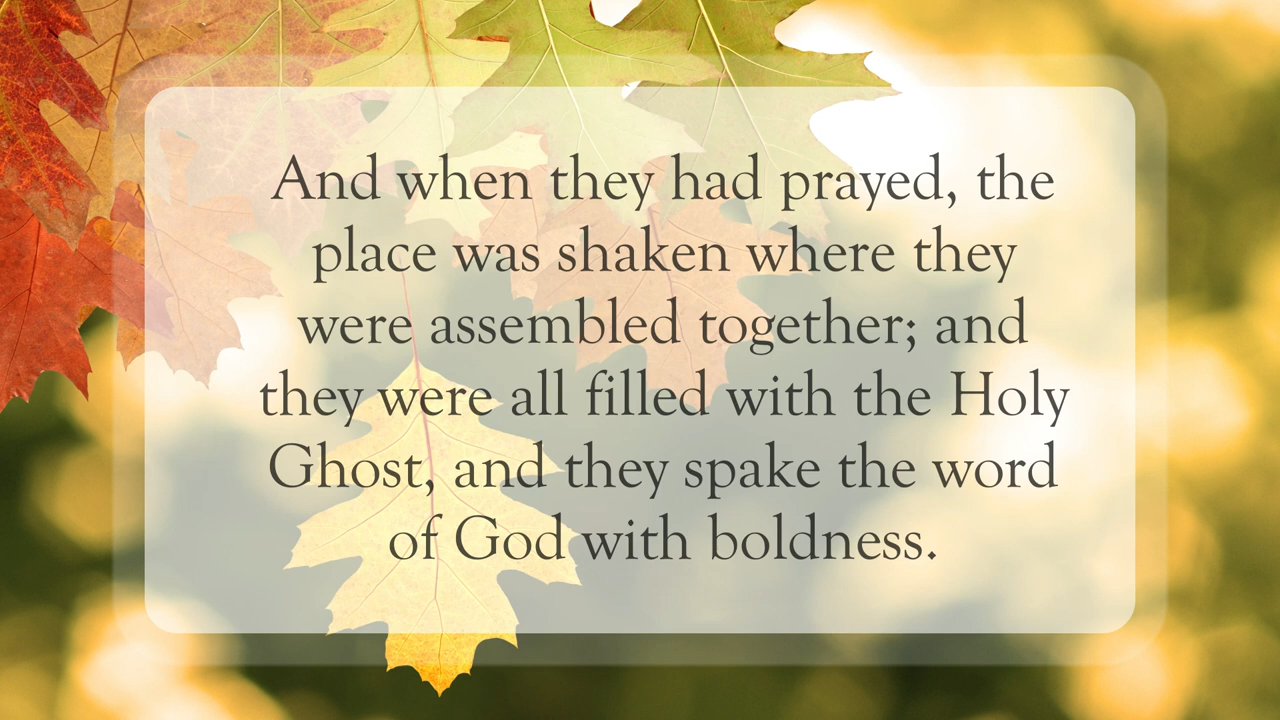 And when they had prayed, the
place was shaken where they
were assembled together; and
they were all filled with the Holy
Ghost, and they spake the word
of God with boldness.